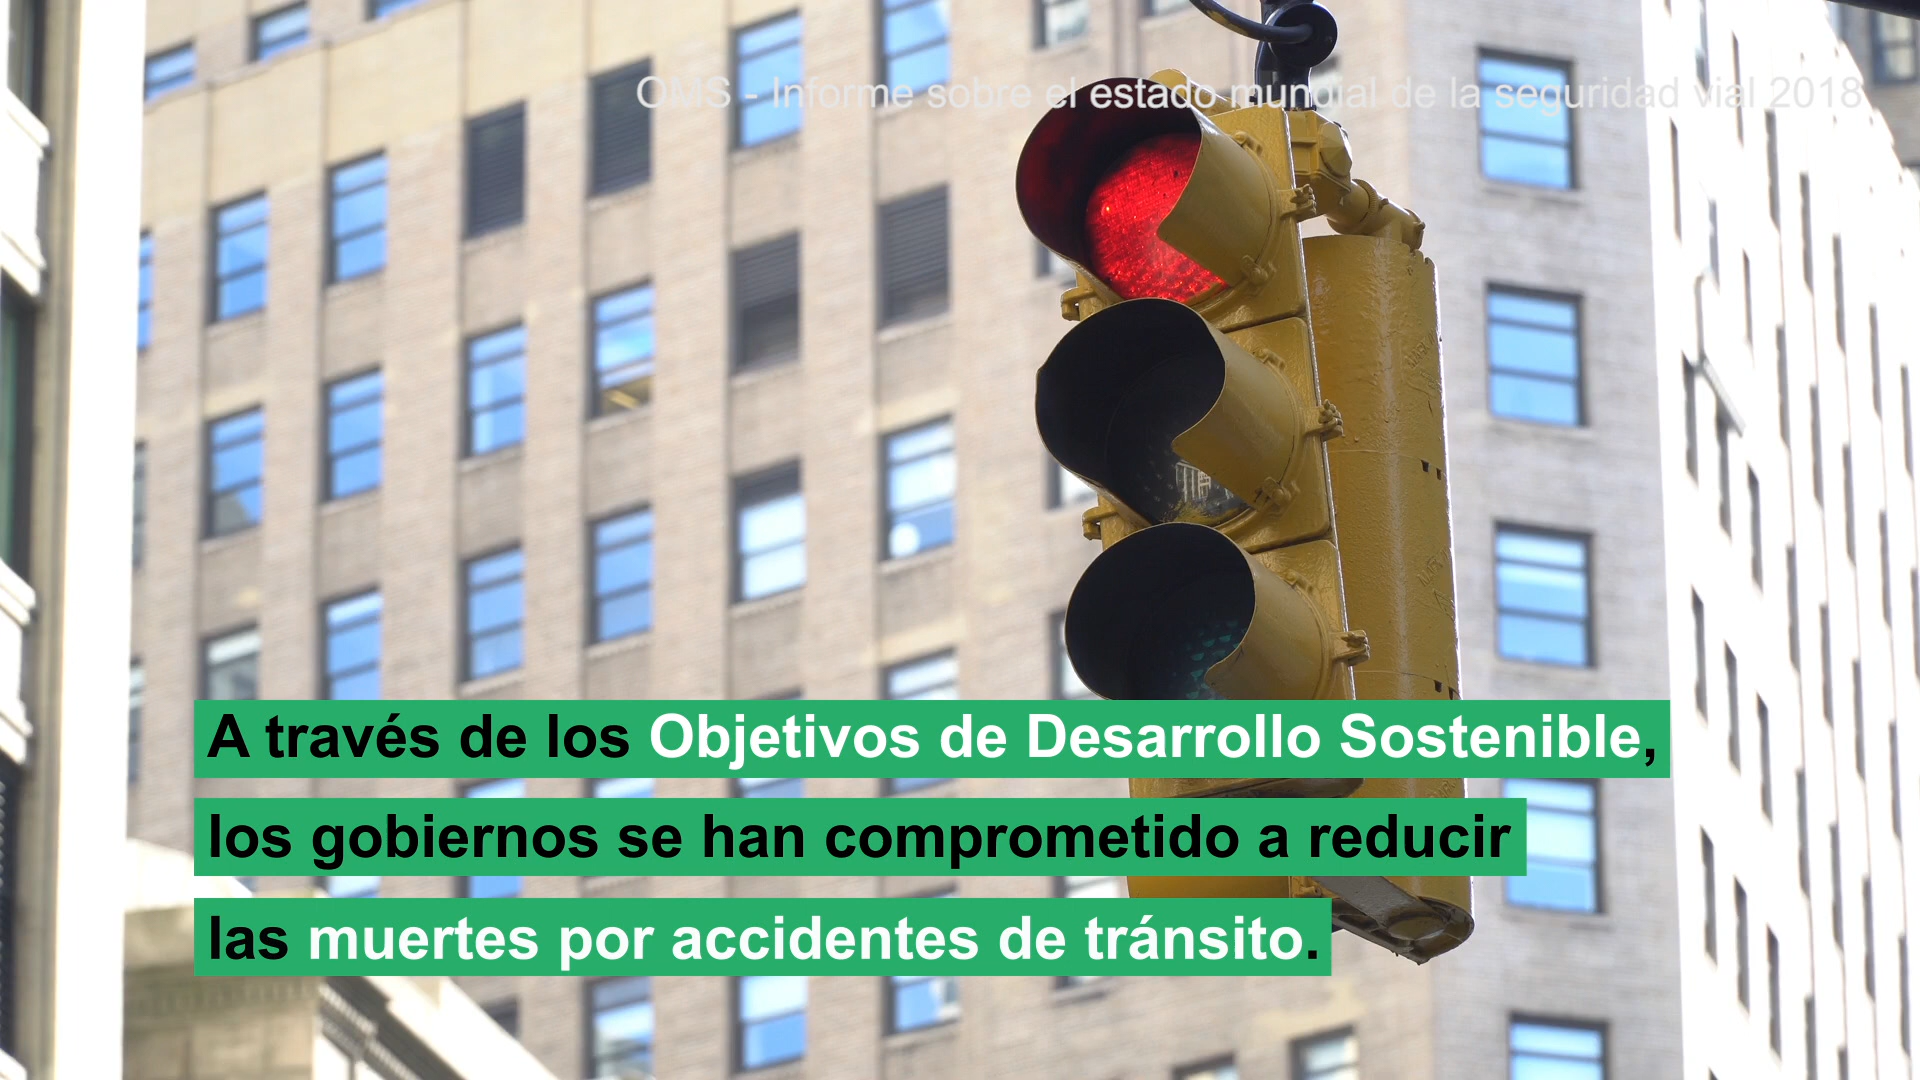 OMS - Informe sobre el estado mundial de la seguridad vial 2018
A través de los Objetivos de Desarrollo Sostenible,
los gobiernos se han comprometido a reducir
las muertes por accidentes de tránsito.